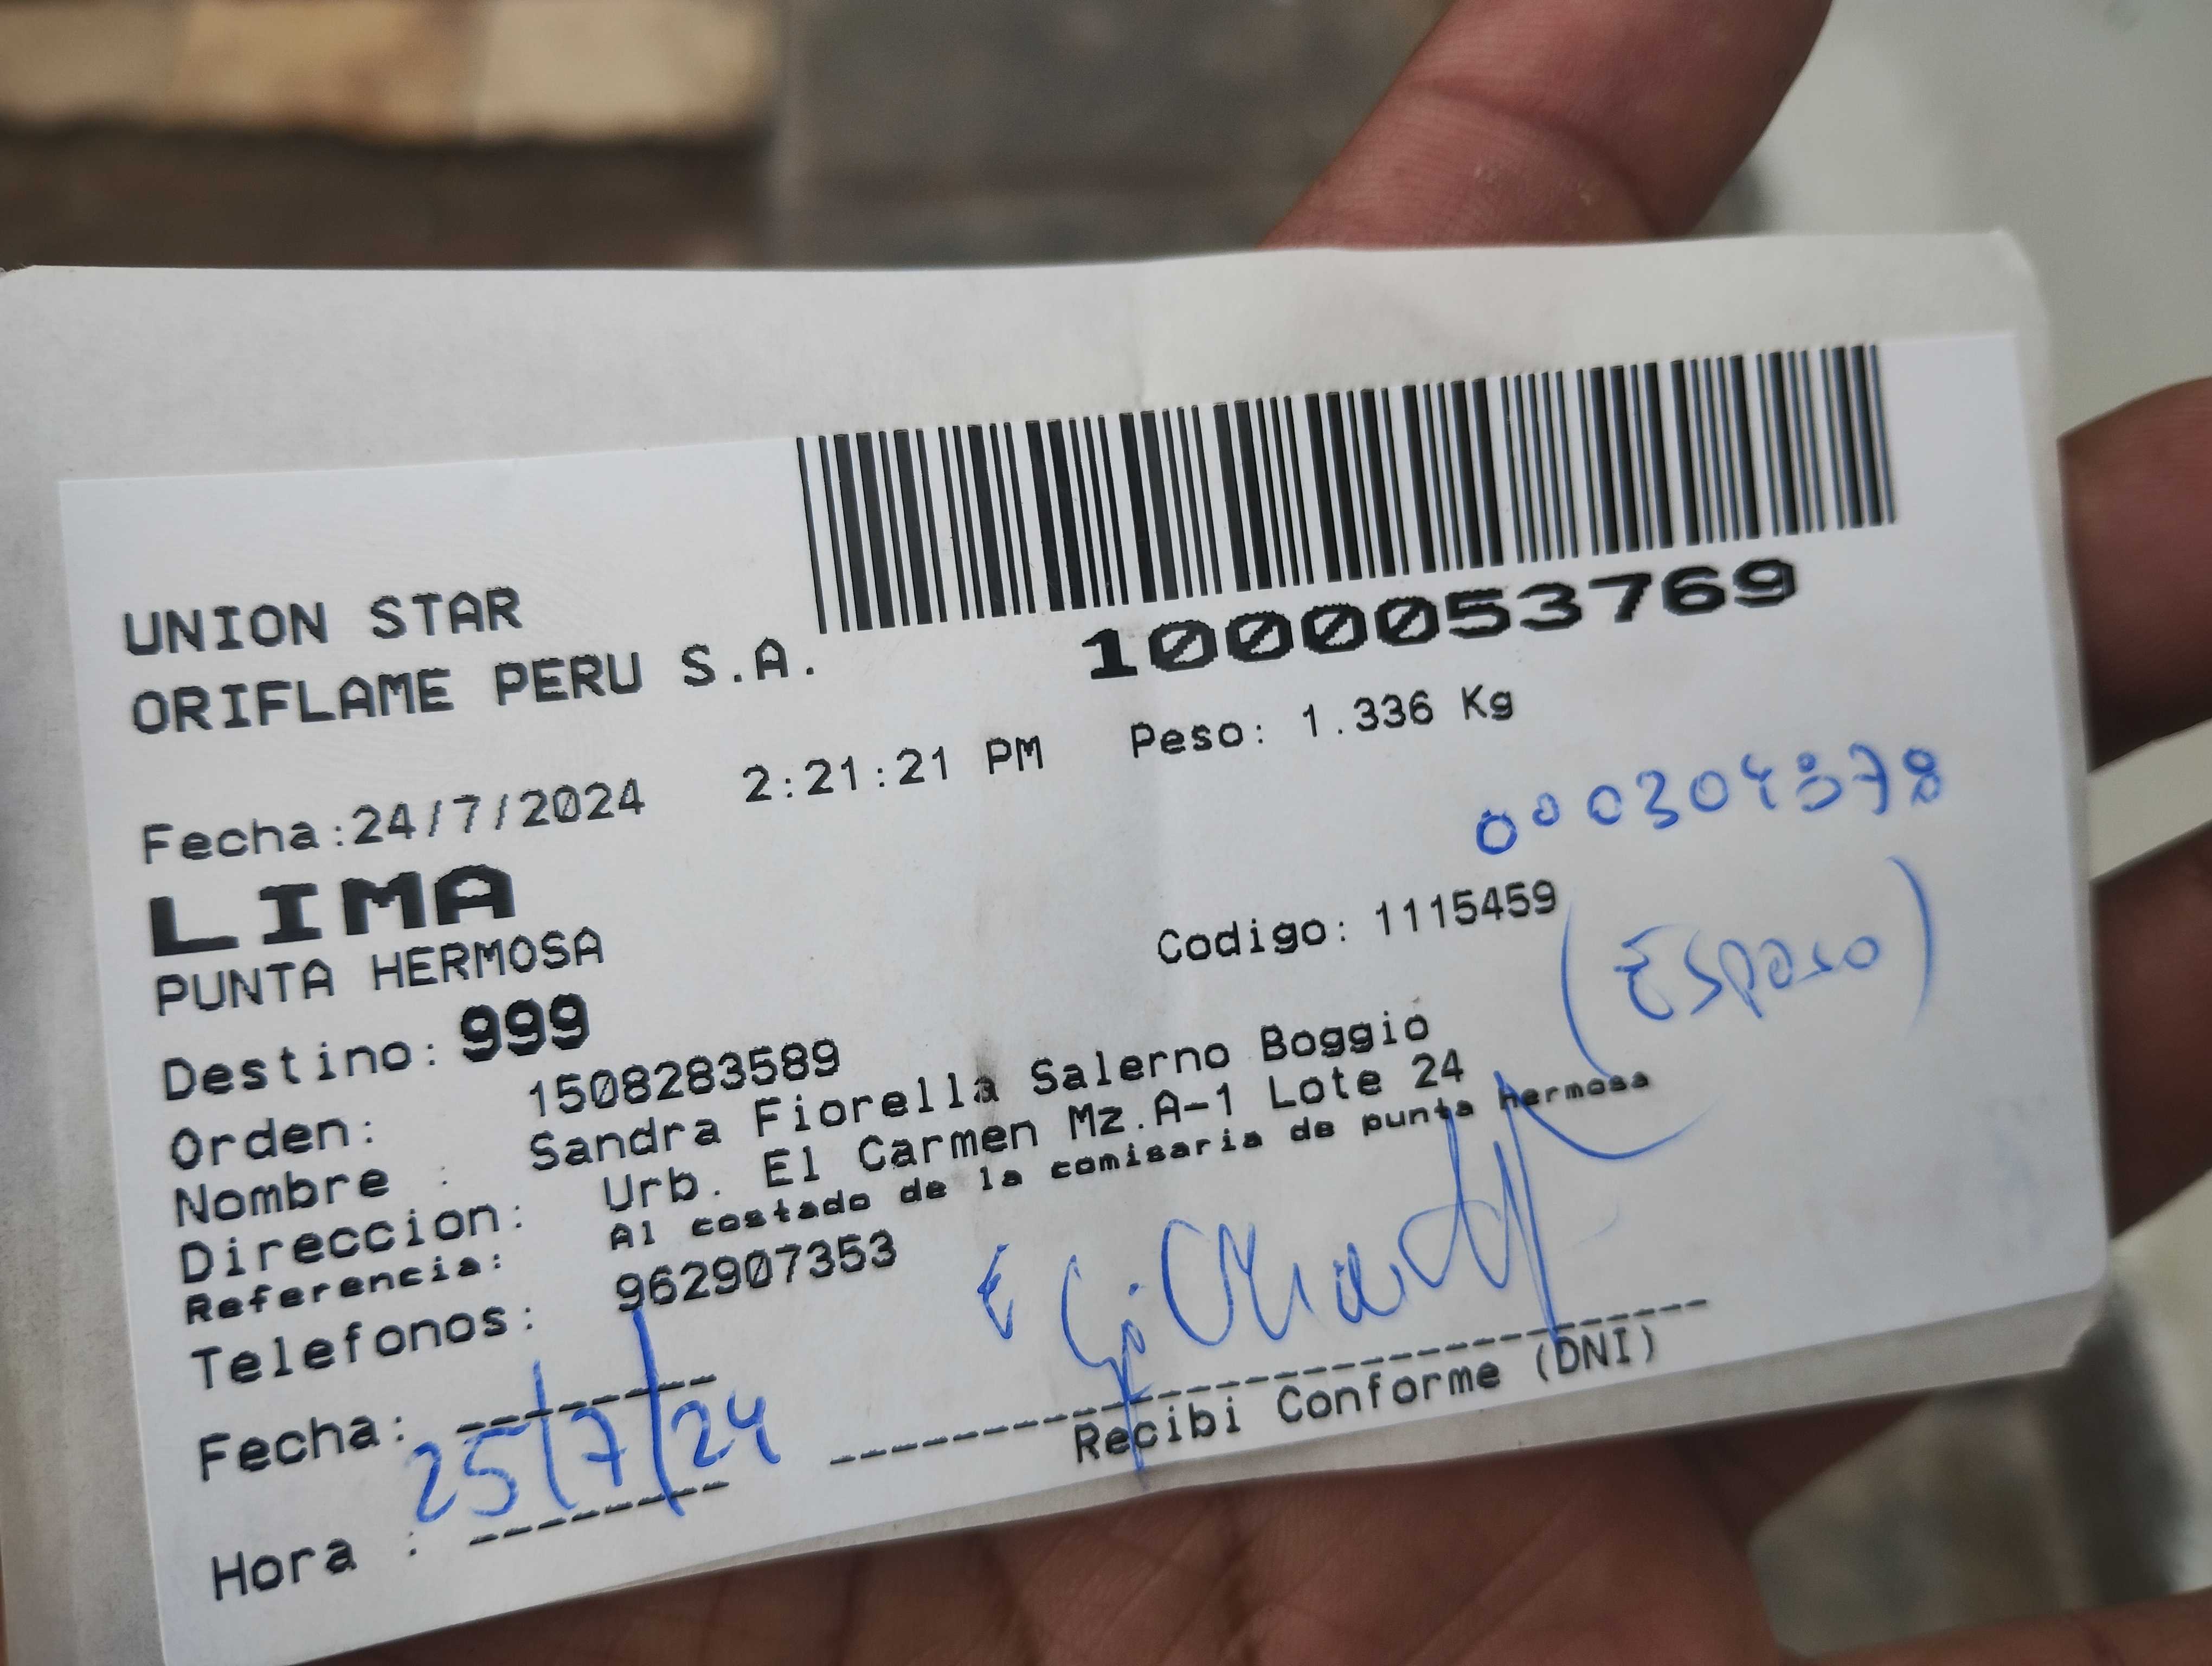 UNION STAR
ORIFLAME PERU S.A.
1000053769
Fecha:24/7/2024 2:21:21 PM Peso: 1.336 Kg
LIMA
PUNTA HERMOSA
Codigo: 1115459
(Esposo)
Destino: 999
Orden: 1508283589
Nombre : Sandra Fiorella Salerno Boggio
Direccion: Urb. El Carmen Mz.A-1 Lote 24
Referencia: Al costado de la comisaria de punta hermosa
Telefonos: 962907353
Fecha: 25/7/24
Recibi Conforme (DNI)
Hora :